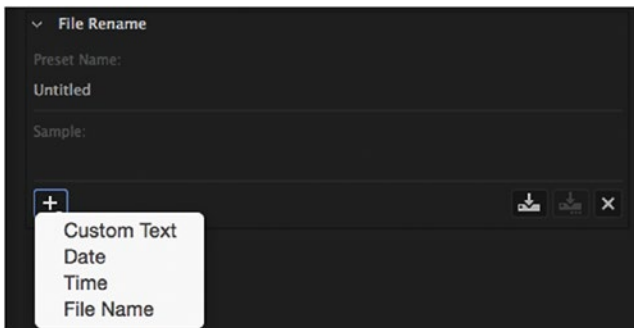 File Rename
Preset Name:
Untitled
Sample:
Custom Text
Date
Time
File Name